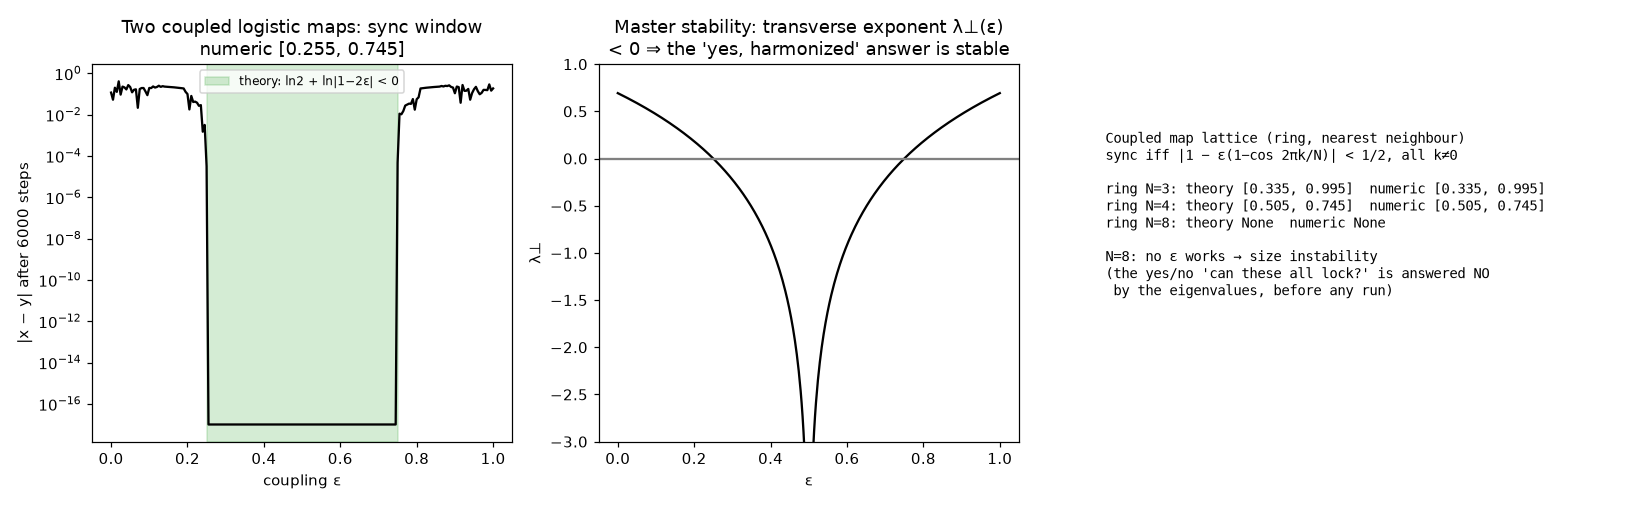 Two coupled logistic maps: sync window
numeric [0.255, 0.745]
theory: ln2 + ln|1−2ε| < 0
|x − y| after 6000 steps
10⁰
10⁻²
10⁻⁴
10⁻⁶
10⁻⁸
10⁻¹⁰
10⁻¹²
10⁻¹⁴
10⁻¹⁶
0.0 0.2 0.4 0.6 0.8 1.0
coupling ε
Master stability: transverse exponent λ⊥(ε)
< 0 ⇒ the 'yes, harmonized' answer is stable
λ⊥
1.0
0.5
0.0
−0.5
−1.0
−1.5
−2.0
−2.5
−3.0
0.0 0.2 0.4 0.6 0.8 1.0
ε
Coupled map lattice (ring, nearest neighbour)
sync iff |1 − ε(1−cos 2πk/N)| < 1/2, all k≠0
ring N=3: theory [0.335, 0.995]  numeric [0.335, 0.995]
ring N=4: theory [0.505, 0.745]  numeric [0.505, 0.745]
ring N=8: theory None  numeric None
N=8: no ε works → size instability
(the yes/no 'can these all lock?' is answered NO
by the eigenvalues, before any run)